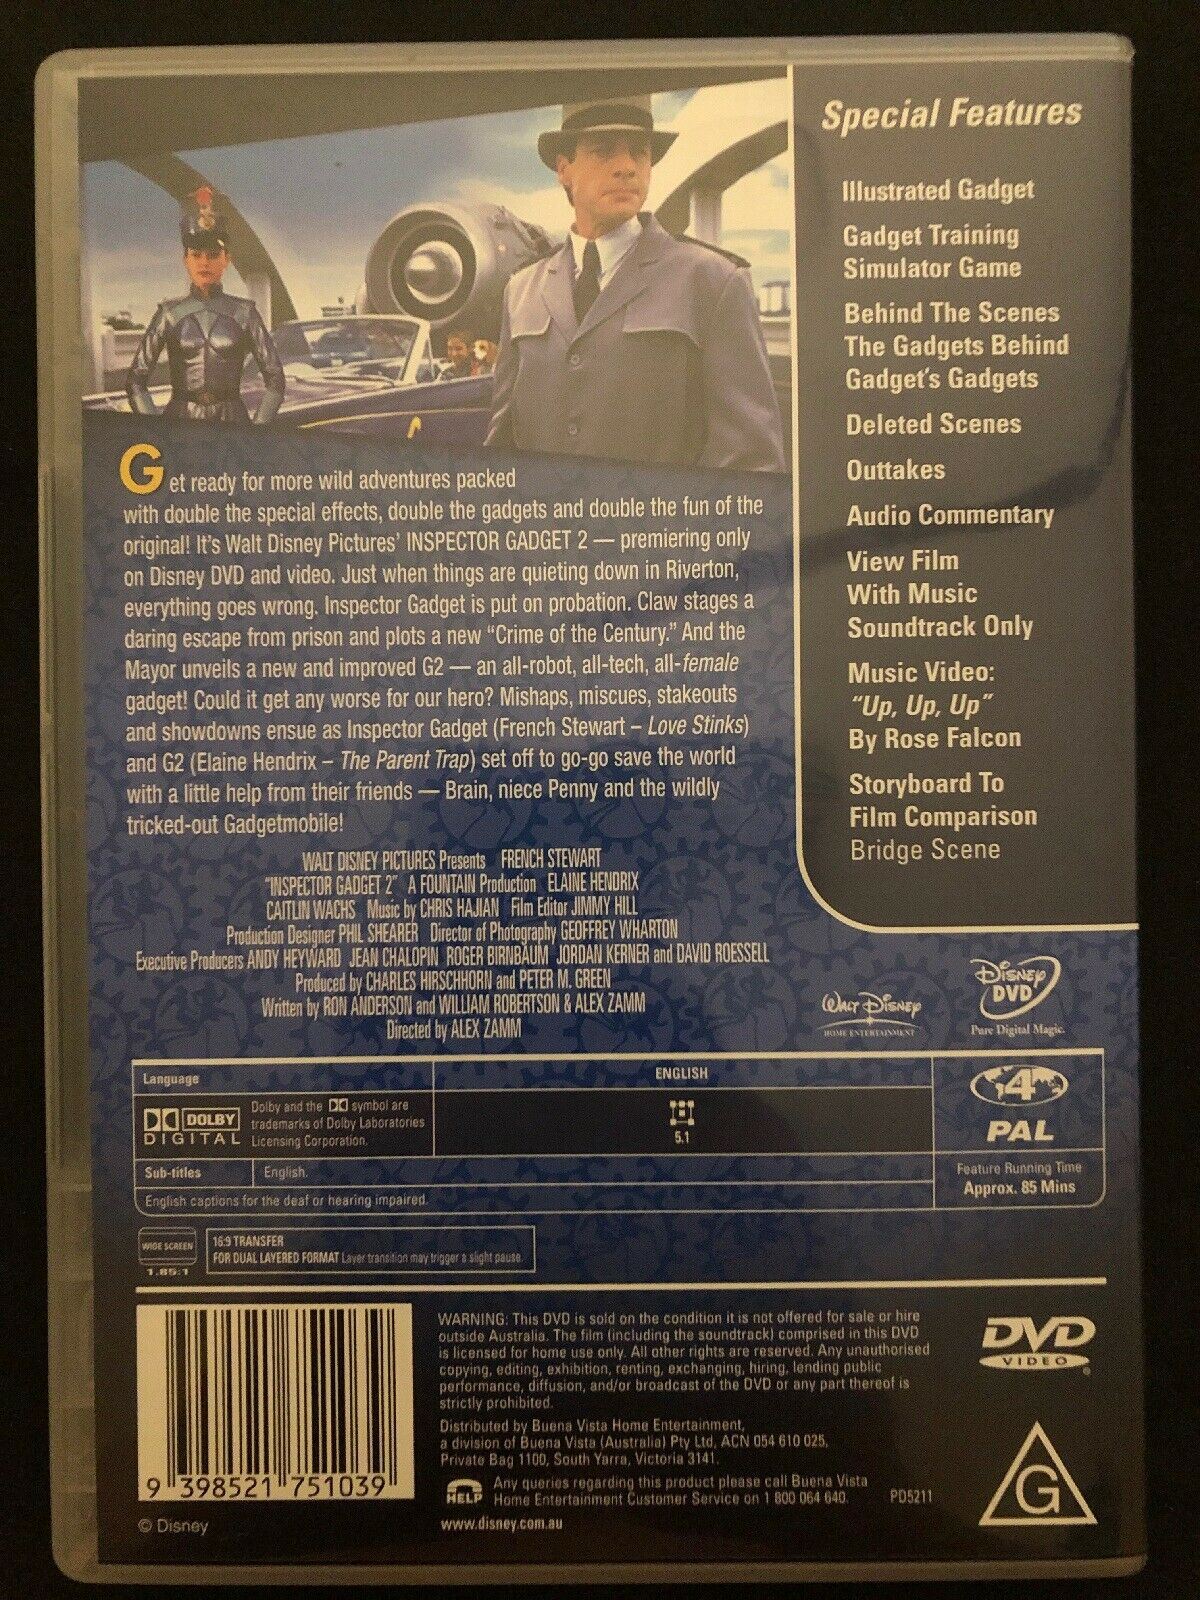 Special Features
Illustrated Gadget
Gadget Training
Simulator Game
Behind The Scenes
The Gadgets Behind
Gadget's Gadgets
Deleted Scenes
Outtakes
Audio Commentary
View Film
With Music
Soundtrack Only
Music Video:
"Up, Up, Up"
By Rose Falcon
Storyboard To
Film Comparison
Bridge Scene
Get ready for more wild adventures packed
with double the special effects, double the gadgets and double the fun of the
original! It's Walt Disney Pictures' INSPECTOR GADGET 2 — premiering only
on Disney DVD and video. Just when things are quieting down in Riverton,
everything goes wrong. Inspector Gadget is put on probation. Claw stages a
daring escape from prison and plots a new "Crime of the Century." And the
Mayor unveils a new and improved G2 — an all-robot, all-tech, all-female
gadget! Could it get any worse for our hero? Mishaps, miscues, stakeouts
and showdowns ensue as Inspector Gadget (French Stewart – Love Stinks)
and G2 (Elaine Hendrix – The Parent Trap) set off to go-go save the world
with a little help from their friends — Brain, niece Penny and the wildly
tricked-out Gadgetmobile!
WALT DISNEY PICTURES Presents FRENCH STEWART
"INSPECTOR GADGET 2" A FOUNTAIN Production ELAINE HENDRIX
CAITLIN WACHS Music by CHRIS HAJIAN Film Editor JIMMY HILL
Production Designer PHIL SHEARER Director of Photography GEOFFREY WHARTON
Executive Producers ANDY HEYWARD JEAN CHALOPIN ROGER BIRNBAUM JORDAN KERNER and DAVID ROESSELL
Produced by CHARLES HIRSCHHORN and PETER M. GREEN
Written by RON ANDERSON and WILLIAM ROBERTSON & ALEX ZAMM
Directed by ALEX ZAMM
WALT DISNEY
HOME ENTERTAINMENT
DISNEY
DVD
Pure Digital Magic.
Language
ENGLISH
DOLBY
DIGITAL
Dolby and the DD symbol are
trademarks of Dolby Laboratories
Licensing Corporation.
5.1
4
PAL
Sub-titles
English.
English captions for the deaf or hearing impaired.
Feature Running Time
Approx. 85 Mins
WIDE SCREEN
1.85:1
16:9 TRANSFER
FOR DUAL LAYERED FORMAT Layer transition may trigger a slight pause.
WARNING: This DVD is sold on the condition it is not offered for sale or hire
outside Australia. The film (including the soundtrack) comprised in this DVD
is licensed for home use only. All other rights are reserved. Any unauthorised
copying, editing, exhibition, renting, exchanging, hiring, lending public
performance, diffusion, and/or broadcast of the DVD or any part thereof is
strictly prohibited.
Distributed by Buena Vista Home Entertainment,
a division of Buena Vista (Australia) Pty Ltd, ACN 054 610 025,
Private Bag 1100, South Yarra, Victoria 3141.
HELP
Any queries regarding this product please call Buena Vista
Home Entertainment Customer Service on 1 800 064 640.
PD5211
www.disney.com.au
DVD
VIDEO
G
9 398521 751039
© Disney